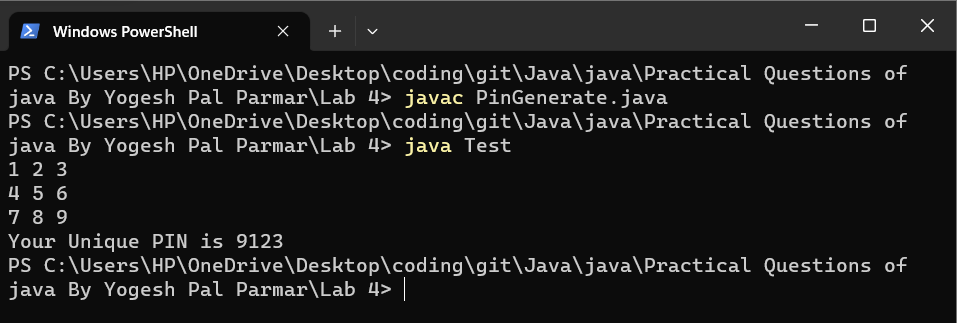 Windows PowerShell
PS C:\Users\HP\OneDrive\Desktop\coding\git\Java\java\Practical Questions of
java By Yogesh Pal Parmar\Lab 4> javac PinGenerate.java
PS C:\Users\HP\OneDrive\Desktop\coding\git\Java\java\Practical Questions of
java By Yogesh Pal Parmar\Lab 4> java Test
1 2 3
4 5 6
7 8 9
Your Unique PIN is 9123
PS C:\Users\HP\OneDrive\Desktop\coding\git\Java\java\Practical Questions of
java By Yogesh Pal Parmar\Lab 4>